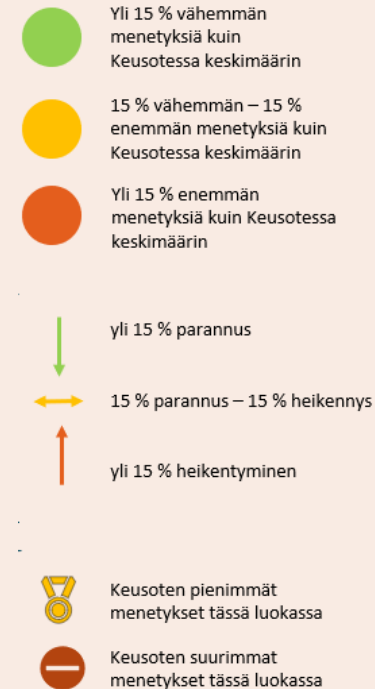 Yli 15 % vähemmän
menetyksiä kuin
Keusotessa keskimäärin
15 % vähemmän – 15 %
enemmän menetyksiä kuin
Keusotessa keskimäärin
Yli 15 % enemmän
menetyksiä kuin Keusotessa
keskimäärin
yli 15 % parannus
15 % parannus – 15 % heikennys
yli 15 % heikentyminen
Keusoten pienimmät
menetykset tässä luokassa
Keusoten suurimmat
menetykset tässä luokassa